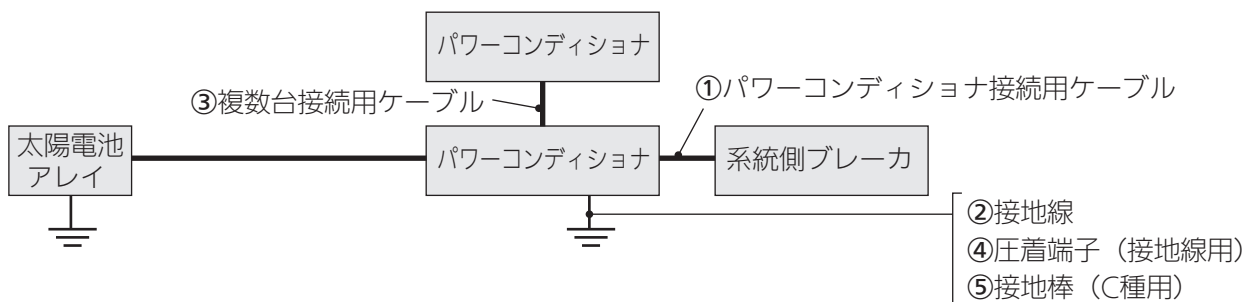 パワーコンディショナ
③複数台接続用ケーブル
①パワーコンディショナ接続用ケーブル
太陽電池
アレイ
パワーコンディショナ
系統側ブレーカ
②接地線
④圧着端子（接地線用）
⑤接地棒（C種用）